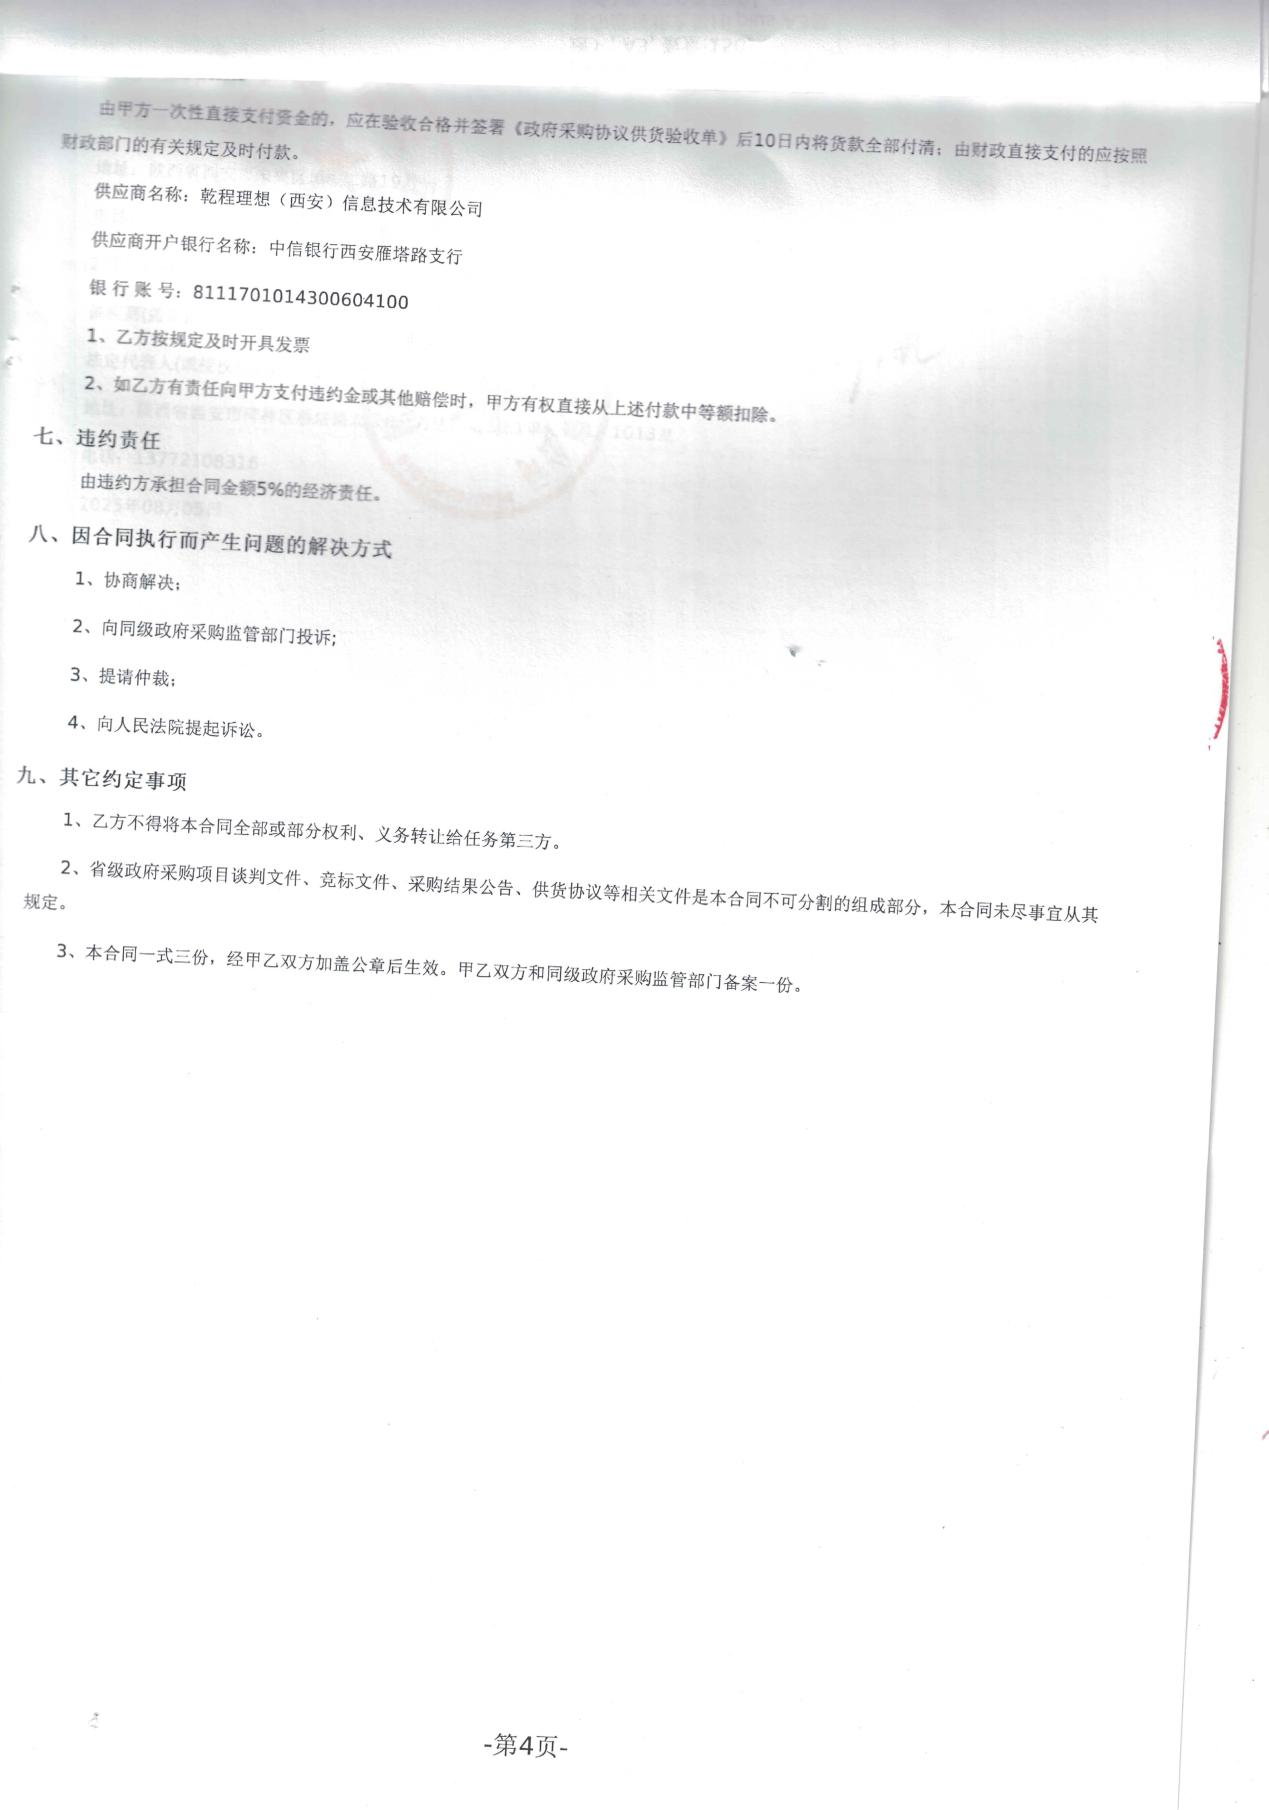 由甲方一次性直接支付资金的，应在验收合格并签署《政府采购协议供货验收单》后10日内将货款全部付清；由财政直接支付的应按照
财政部门的有关规定及时付款。
供应商名称：乾程理想（西安）信息技术有限公司
供应商开户银行名称：中信银行西安雁塔路支行
银 行 账 号：8111701014300604100
1、乙方按规定及时开具发票
2、如乙方有责任向甲方支付违约金或其他赔偿时，甲方有权直接从上述付款中等额扣除。
七、违约责任
由违约方承担合同金额5%的经济责任。
八、因合同执行而产生问题的解决方式
1、协商解决；
2、向同级政府采购监管部门投诉；
3、提请仲裁；
4、向人民法院提起诉讼。
九、其它约定事项
1、乙方不得将本合同全部或部分权利、义务转让给任务第三方。
2、省级政府采购项目谈判文件、竞标文件、采购结果公告、供货协议等相关文件是本合同不可分割的组成部分，本合同未尽事宜从其
规定。
3、本合同一式三份，经甲乙双方加盖公章后生效。甲乙双方和同级政府采购监管部门备案一份。
-第4页-